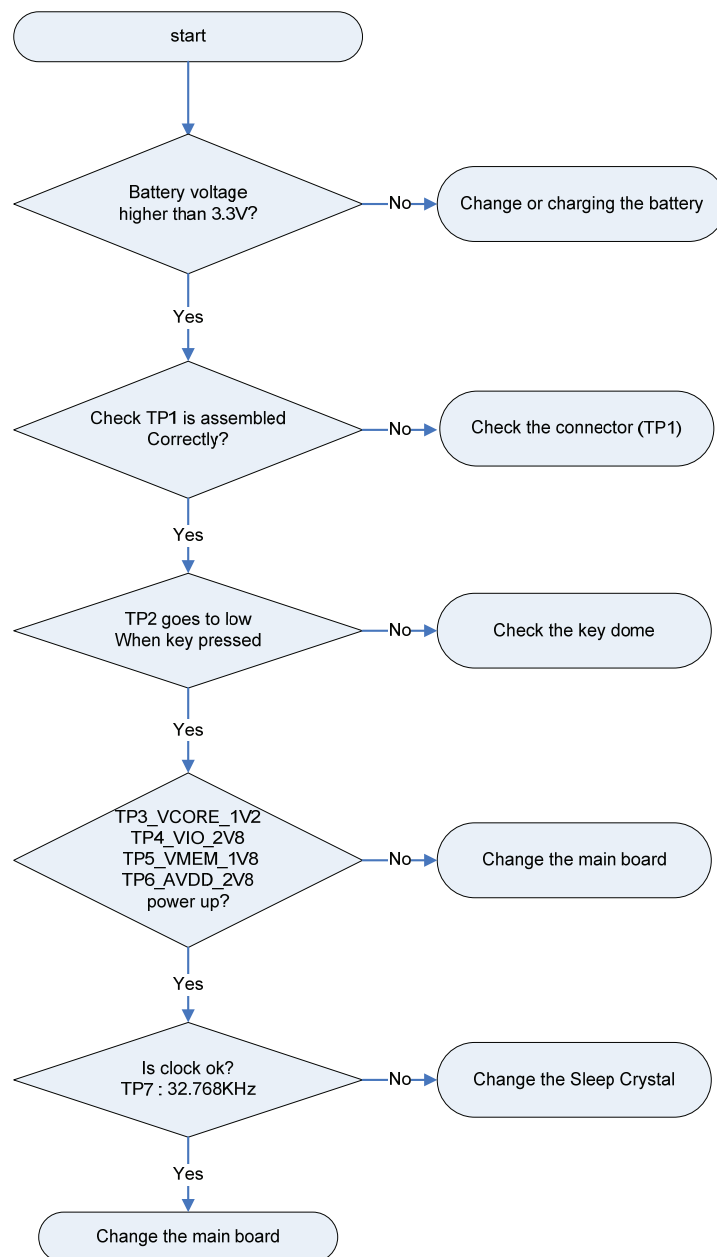 start
Battery voltage
higher than 3.3V?
No
Change or charging the battery
Yes
Check TP1 is assembled
Correctly?
No
Check the connector (TP1)
Yes
TP2 goes to low
When key pressed
No
Check the key dome
Yes
TP3_VCORE_1V2
TP4_VIO_2V8
TP5_VMEM_1V8
TP6_AVDD_2V8
power up?
No
Change the main board
Yes
Is clock ok?
TP7 : 32.768KHz
No
Change the Sleep Crystal
Yes
Change the main board